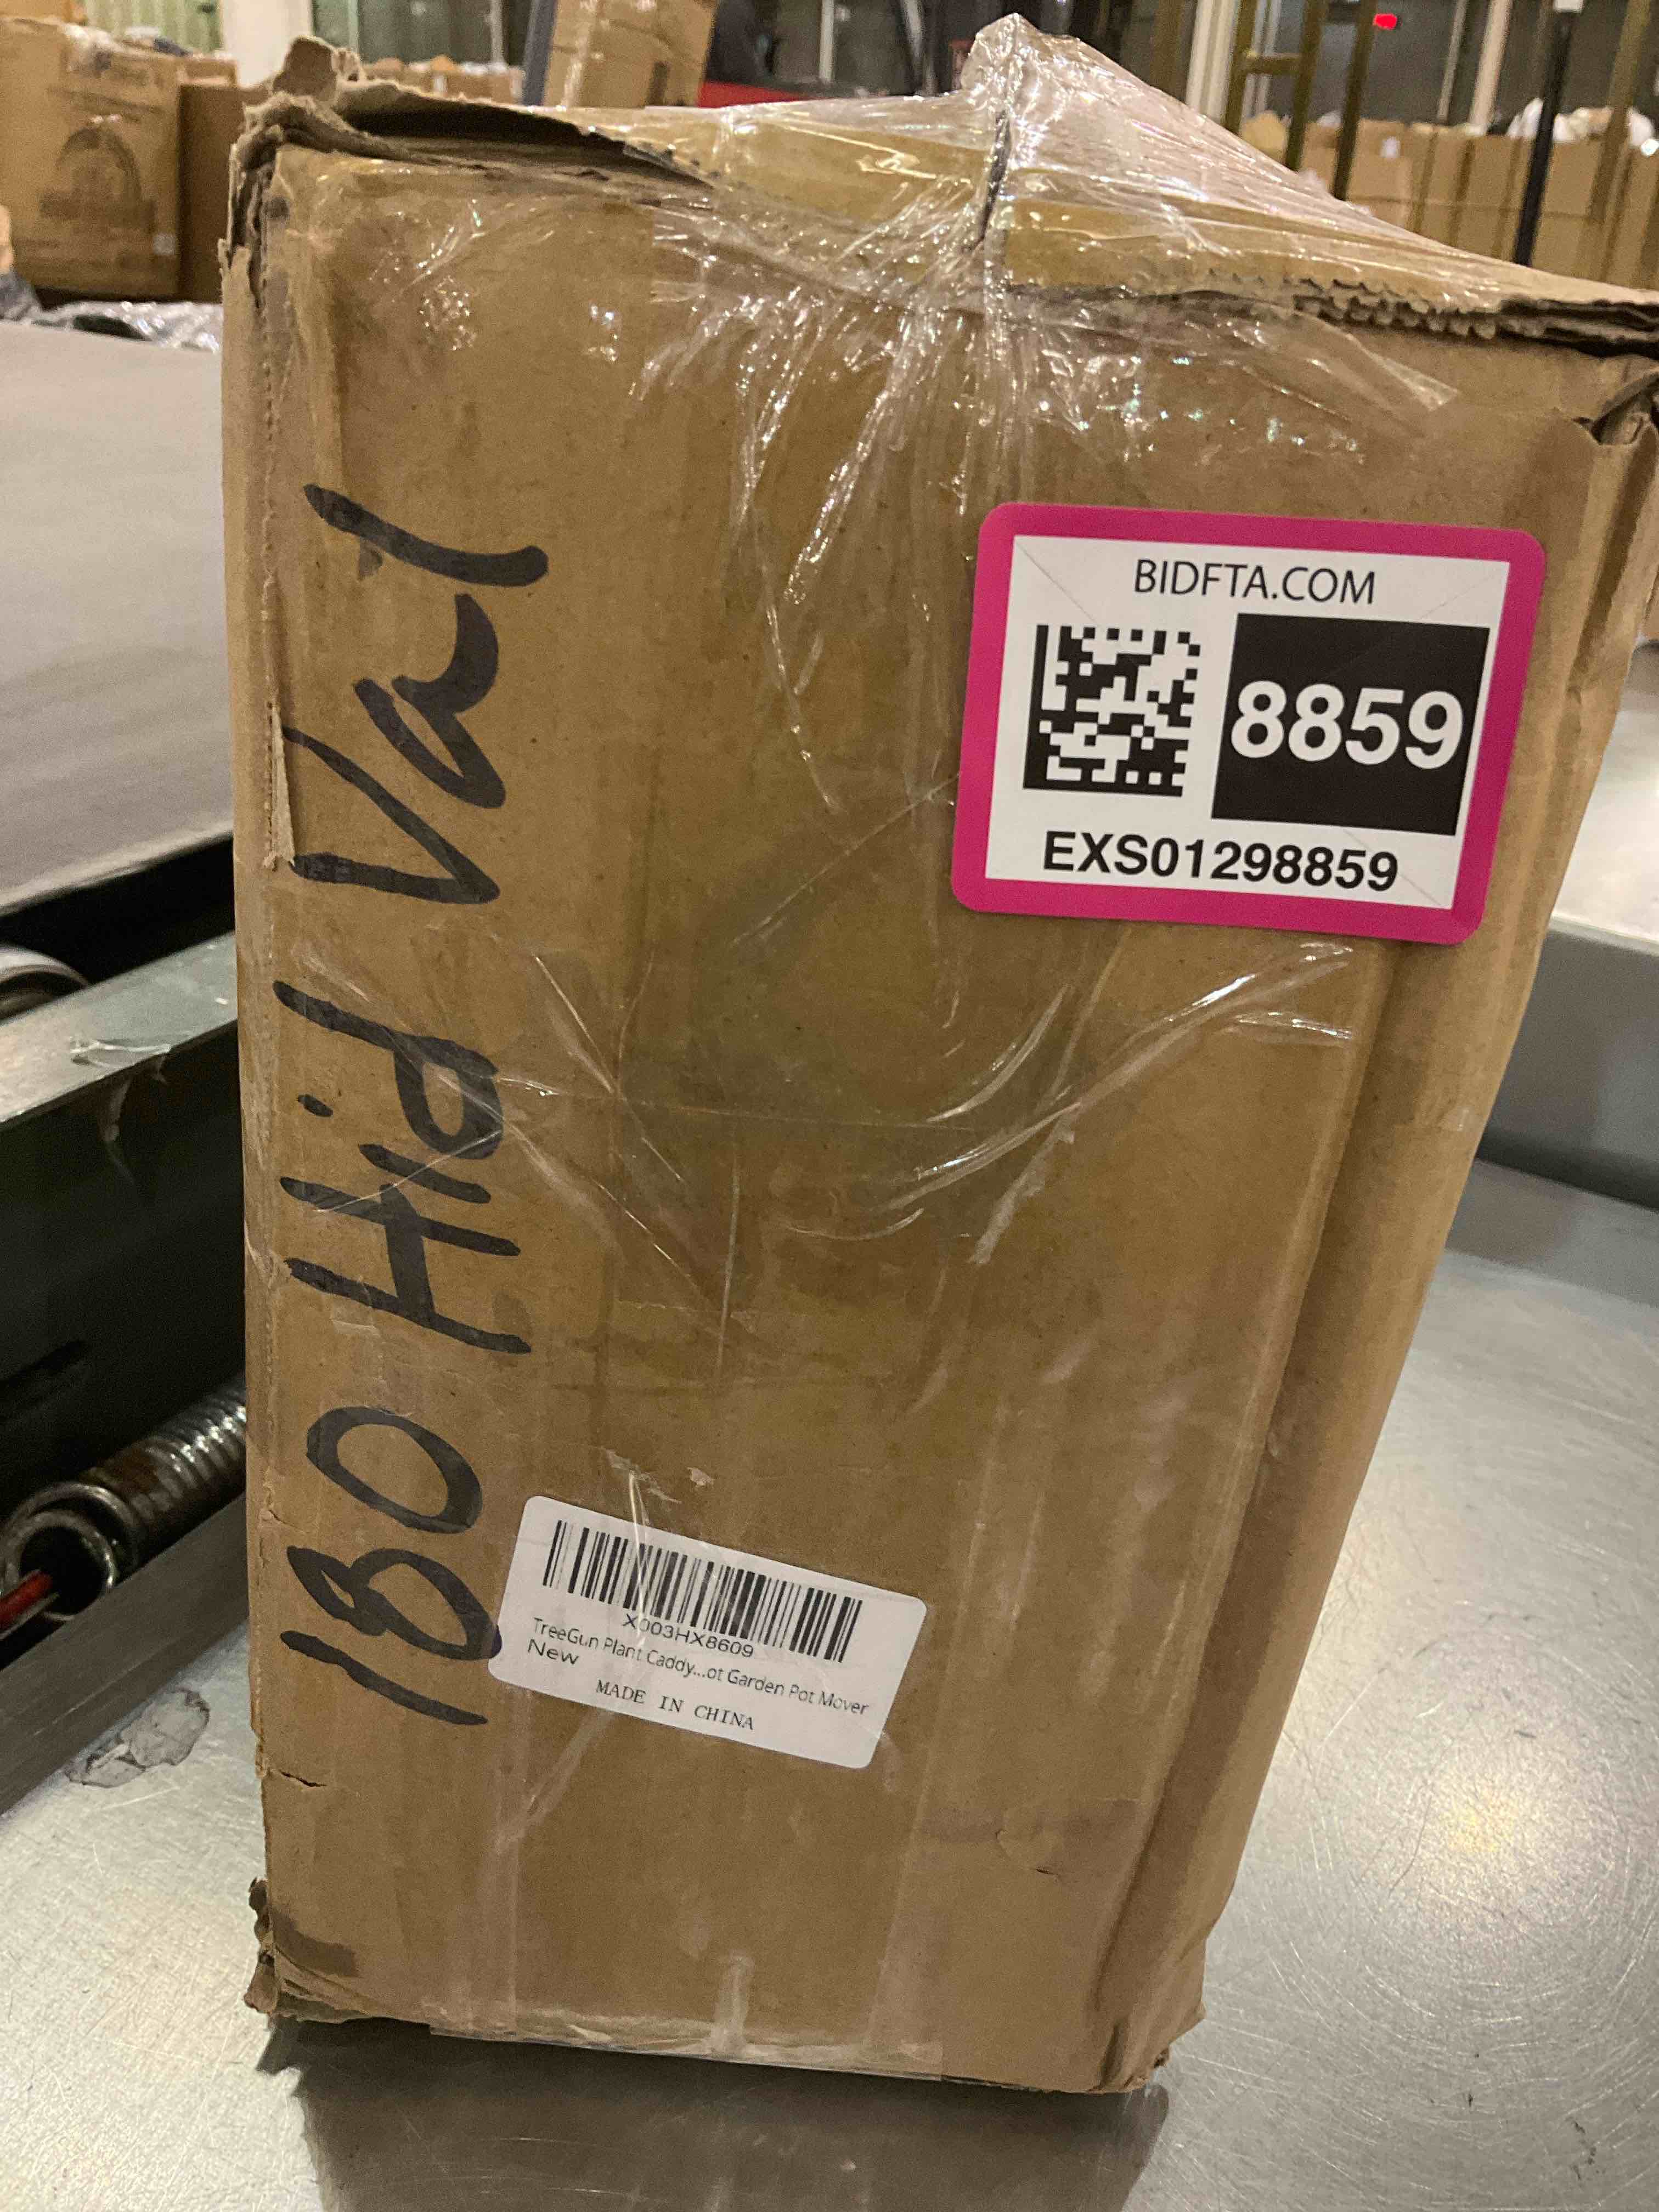 180 Hid Val
BIDFTA.COM
8859
EXS01298859
X003HX8609
TreeGun Plant Caddy...ot Garden Pot Mover
New
MADE IN CHINA